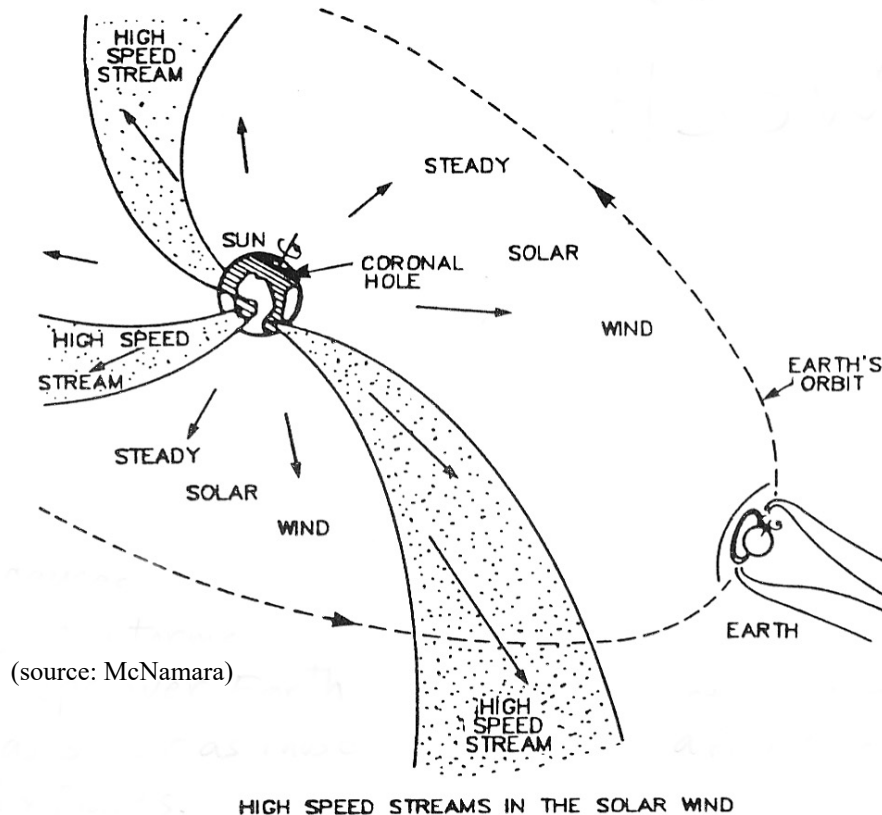 HIGH
SPEED
STREAM
STEADY
SUN
CORONAL
HOLE
SOLAR
WIND
HIGH SPEED
STREAM
EARTH'S
ORBIT
STEADY
SOLAR
WIND
EARTH
(source: McNamara)
HIGH
SPEED
STREAM
HIGH SPEED STREAMS IN THE SOLAR WIND